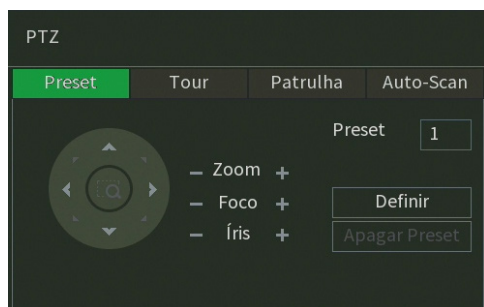 PTZ
Preset Tour Patrulha Auto-Scan
Preset 1
− Zoom +
− Foco + Definir
− Íris + Apagar Preset